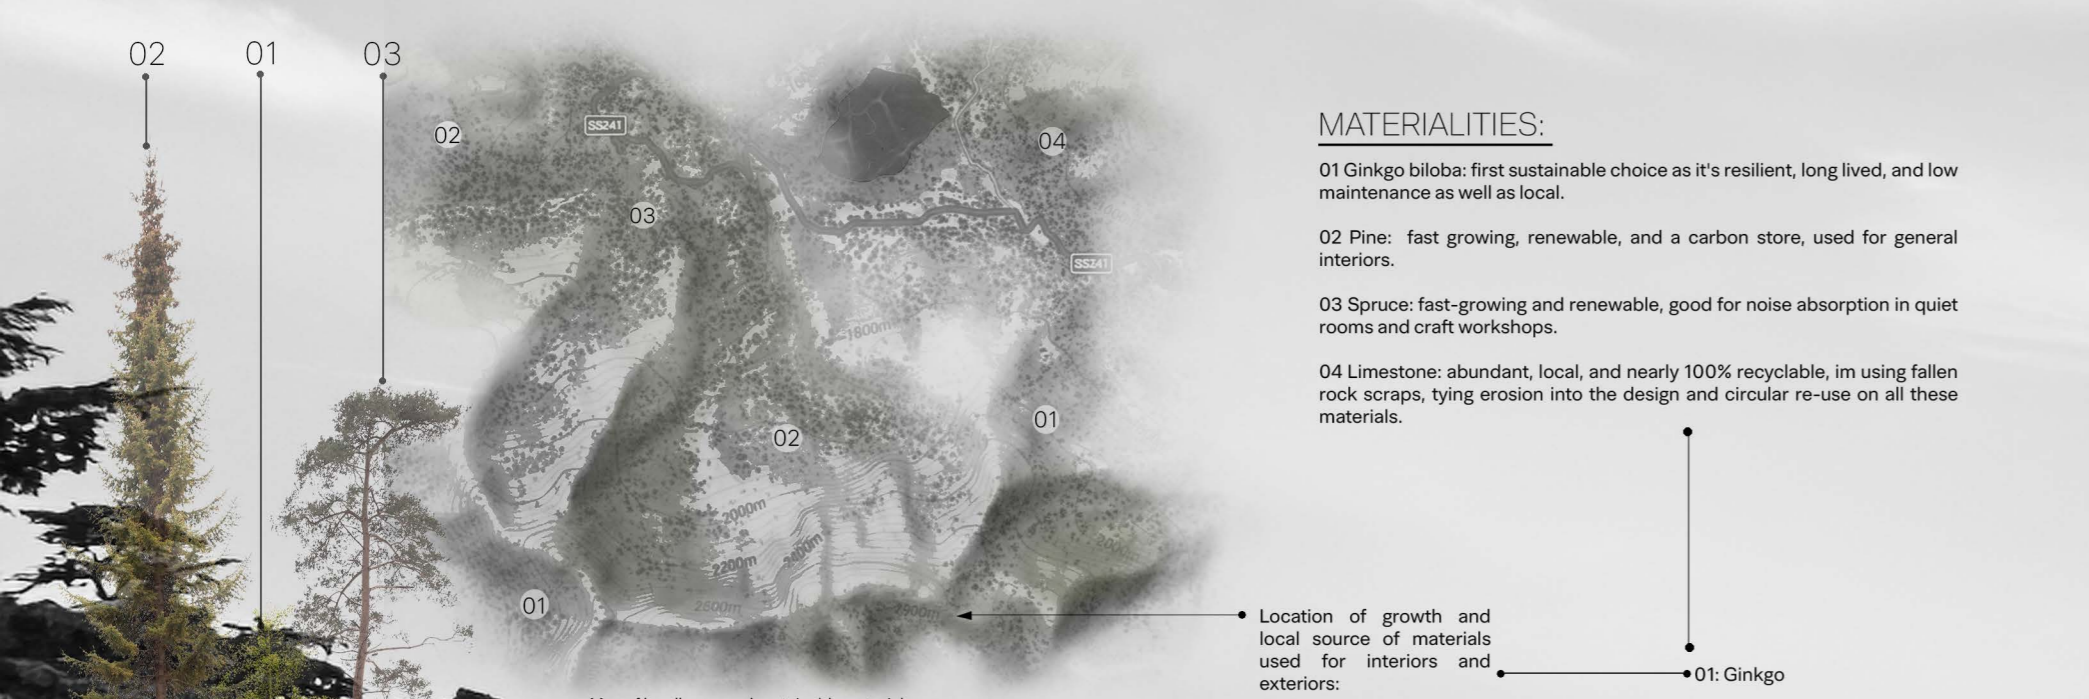 02
01
03
SS241
02
04
03
SS241
1800m
01
02
2000m
2400m
2200m
2000m
01
2500m
2900m
MATERIALITIES:
01 Ginkgo biloba: first sustainable choice as it's resilient, long lived, and low
maintenance as well as local.
02 Pine: fast growing, renewable, and a carbon store, used for general
interiors.
03 Spruce: fast-growing and renewable, good for noise absorption in quiet
rooms and craft workshops.
04 Limestone: abundant, local, and nearly 100% recyclable, im using fallen
rock scraps, tying erosion into the design and circular re-use on all these
materials.
Location of growth and
local source of materials
used for interiors and
exteriors:
01: Ginkgo